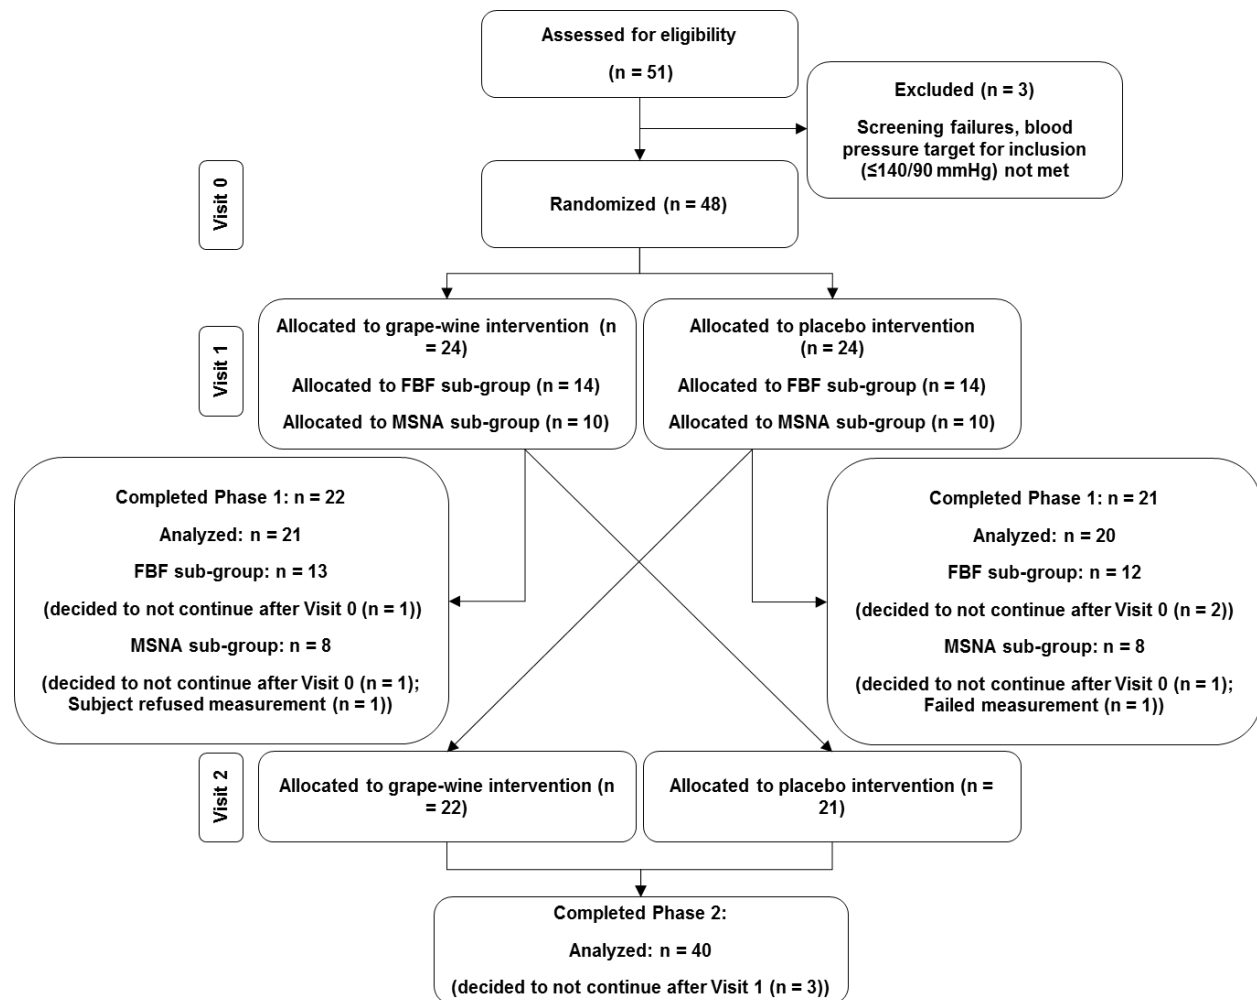 Assessed for eligibility
(n = 51)
Excluded (n = 3)
Screening failures, blood
pressure target for inclusion
(≤140/90 mmHg) not met
Visit 0
Randomized (n = 48)
Visit 1
Allocated to grape-wine intervention (n
= 24)
Allocated to FBF sub-group (n = 14)
Allocated to MSNA sub-group (n = 10)
Allocated to placebo intervention
(n = 24)
Allocated to FBF sub-group (n = 14)
Allocated to MSNA sub-group (n = 10)
Completed Phase 1: n = 22
Analyzed: n = 21
FBF sub-group: n = 13
(decided to not continue after Visit 0 (n = 1))
MSNA sub-group: n = 8
(decided to not continue after Visit 0 (n = 1);
Subject refused measurement (n = 1))
Completed Phase 1: n = 21
Analyzed: n = 20
FBF sub-group: n = 12
(decided to not continue after Visit 0 (n = 2))
MSNA sub-group: n = 8
(decided to not continue after Visit 0 (n = 1);
Failed measurement (n = 1))
Visit 2
Allocated to grape-wine intervention (n
= 22)
Allocated to placebo intervention (n =
21)
Completed Phase 2:
Analyzed: n = 40
(decided to not continue after Visit 1 (n = 3))